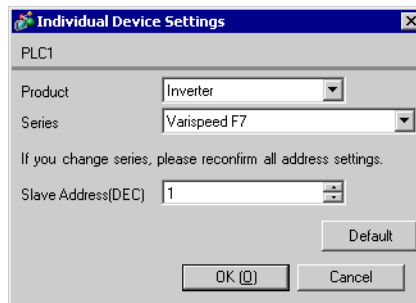 Individual Device Settings
PLC1
Product Inverter
Series Varispeed F7
If you change series, please reconfirm all address settings.
Slave Address(DEC) 1
Default
OK (O) Cancel